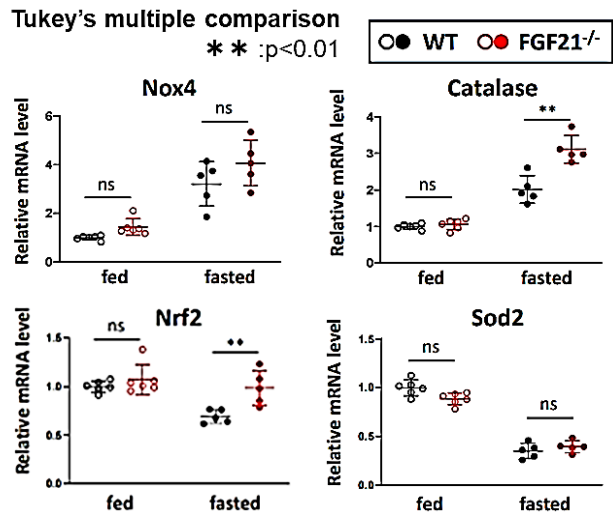 Tukey's multiple comparison
** :p<0.01
WT FGF21-/-
Nox4
Relative mRNA level
6
4
2
0
ns
ns
fed fasted
Catalase
Relative mRNA level
4
3
2
1
0
ns
**
fed fasted
Nrf2
Relative mRNA level
1.5
1.0
0.5
0.0
ns
**
fed fasted
Sod2
Relative mRNA level
1.5
1.0
0.5
0.0
ns
ns
fed fasted